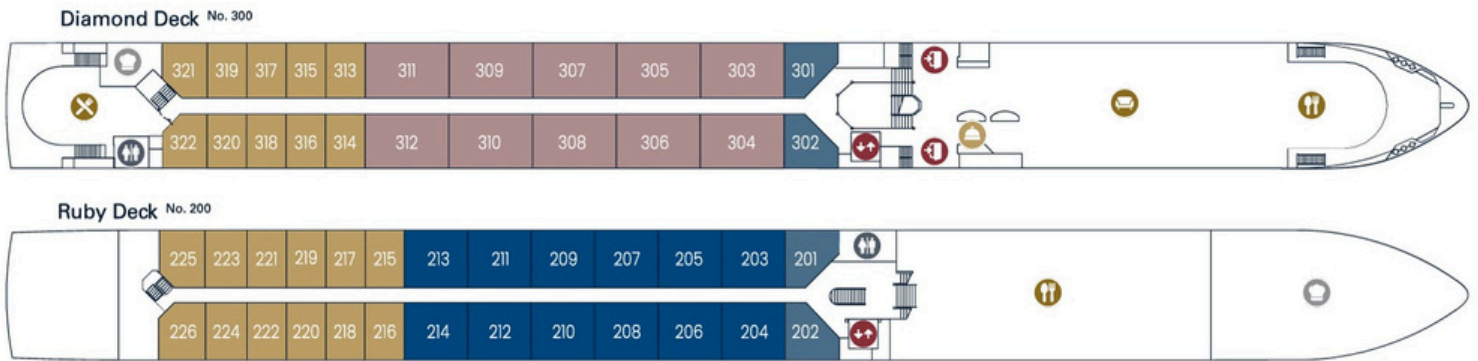 Diamond Deck No. 300
321 319 317 315 313 311 309 307 305 303 301
322 320 318 316 314 312 310 308 306 304 302
Ruby Deck No. 200
225 223 221 219 217 215 213 211 209 207 205 203 201
226 224 222 220 218 216 214 212 210 208 206 204 202